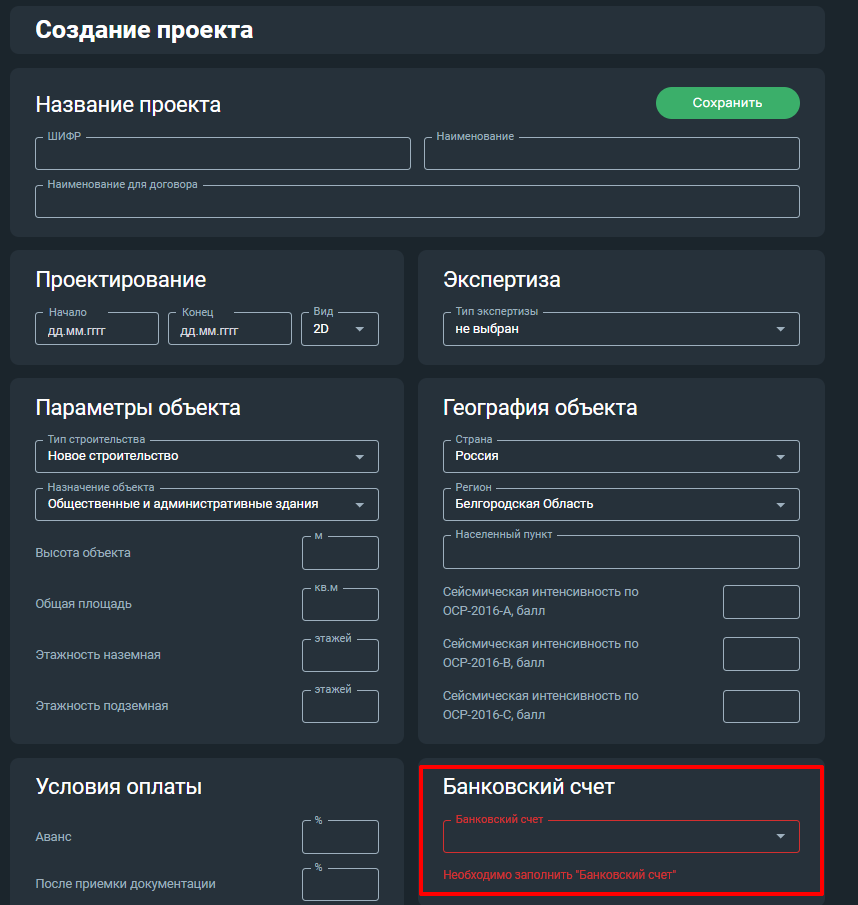 Создание проекта
Название проекта
Сохранить
ШИФР
Наименование
Наименование для договора
Проектирование
Начало
Конец
Вид
дд.мм.гггг
дд.мм.гггг
2D
Экспертиза
Тип экспертизы
не выбран
Параметры объекта
Тип строительства
Новое строительство
Назначение объекта
Общественные и административные здания
Высота объекта
м
Общая площадь
кв.м
Этажность наземная
этажей
Этажность подземная
этажей
География объекта
Страна
Россия
Регион
Белгородская Область
Населенный пункт
Сейсмическая интенсивность по
ОСР-2016-A, балл
Сейсмическая интенсивность по
ОСР-2016-B, балл
Сейсмическая интенсивность по
ОСР-2016-C, балл
Условия оплаты
Аванс
%
После приемки документации
%
Банковский счет
Банковский счет
Необходимо заполнить "Банковский счет"